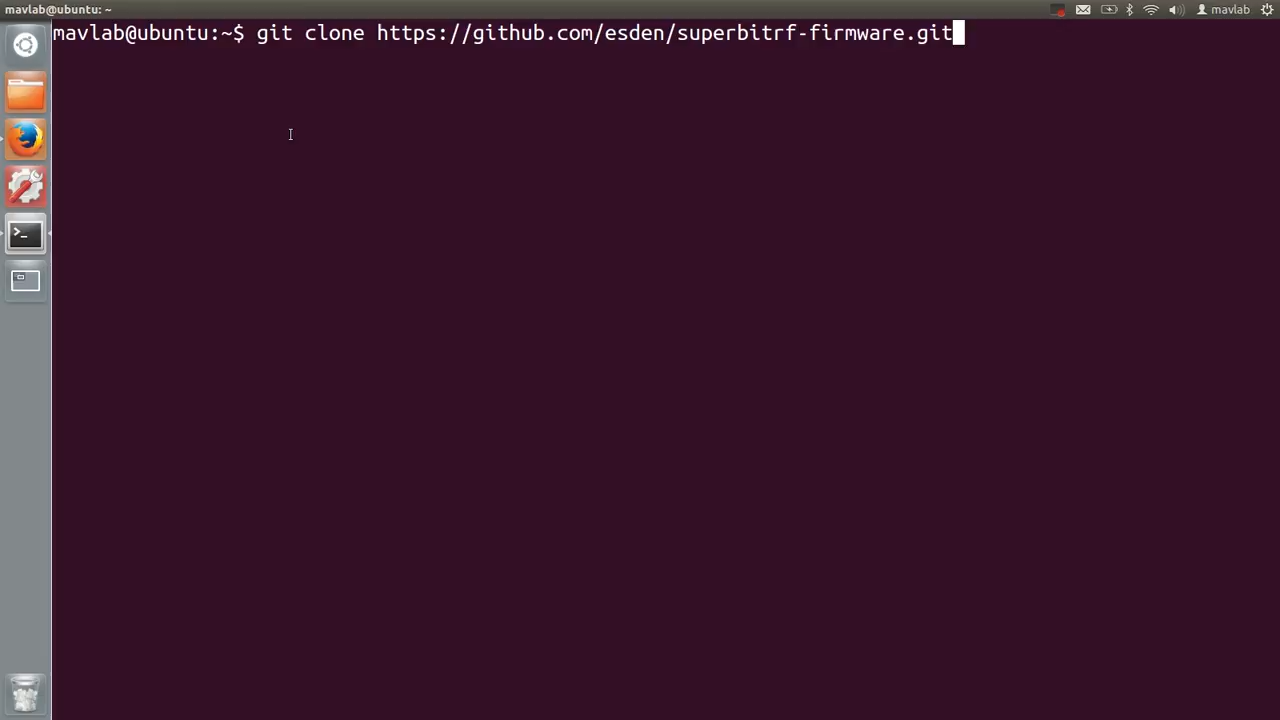 mavlab@ubuntu: ~
mavlab
mavlab@ubuntu:~$ git clone https://github.com/esden/superbitrf-firmware.git
>_